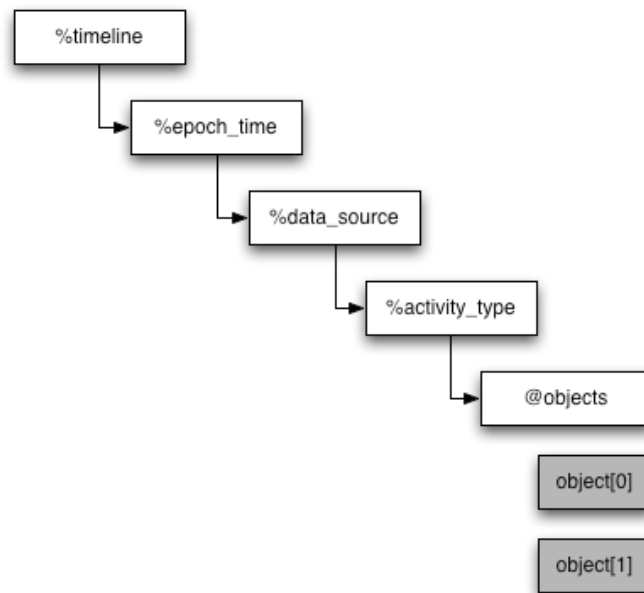 %timeline
%epoch_time
%data_source
%activity_type
@objects
object[0]
object[1]